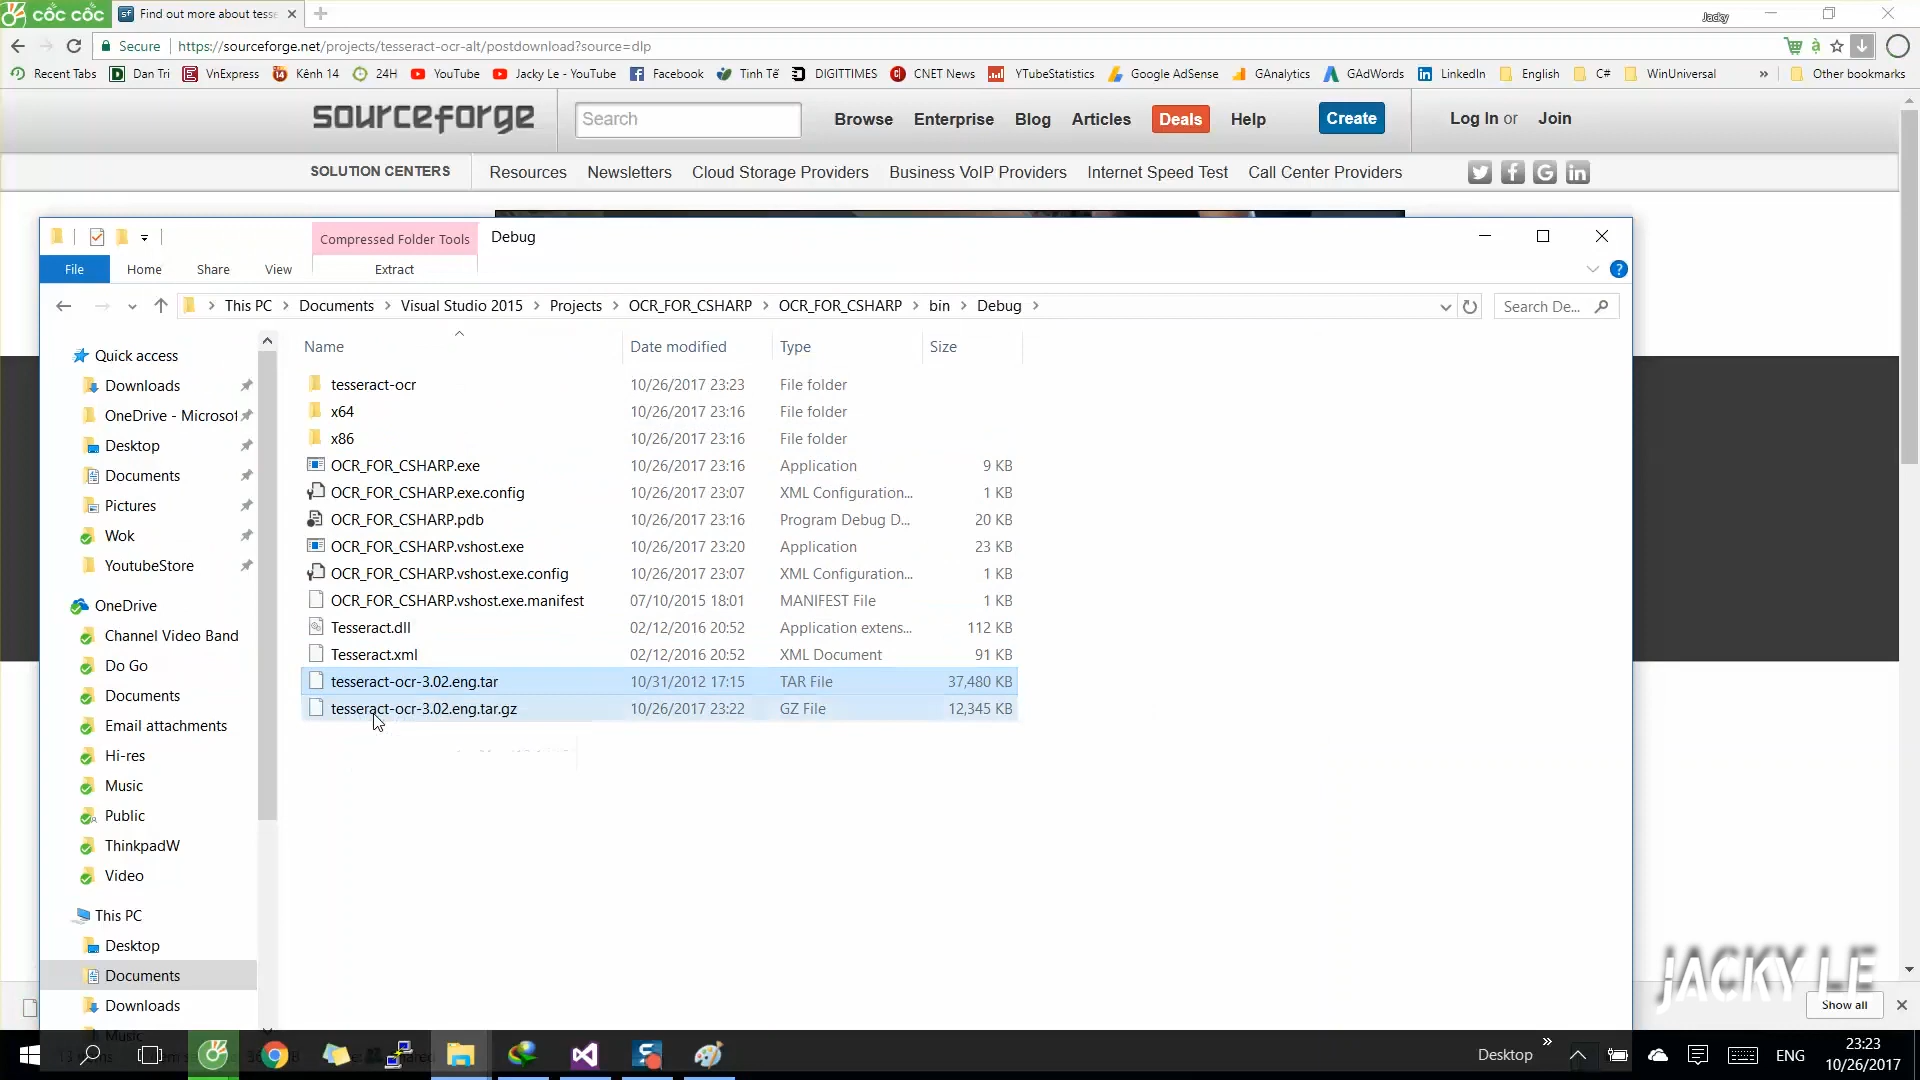 cốc cốc
Find out more about tesse
Jacky
Secure https://sourceforge.net/projects/tesseract-ocr-alt/postdownload?source=dlp
Recent Tabs Dan Tri VnExpress Kênh 14 24H YouTube Jacky Le - YouTube Facebook Tinh Tế DIGITIMES CNET News YTubeStatistics Google AdSense GAnalytics GAdWords LinkedIn English C# WinUniversal » Other bookmarks
sourceforge Search Browse Enterprise Blog Articles Deals Help Create Log In or Join
SOLUTION CENTERS Resources Newsletters Cloud Storage Providers Business VoIP Providers Internet Speed Test Call Center Providers
Compressed Folder Tools Debug
File Home Share View Extract
This PC Documents Visual Studio 2015 Projects OCR_FOR_CSHARP OCR_FOR_CSHARP bin Debug Search De...
Name Date modified Type Size
tesseract-ocr 10/26/2017 23:23 File folder
x64 10/26/2017 23:16 File folder
x86 10/26/2017 23:16 File folder
OCR_FOR_CSHARP.exe 10/26/2017 23:16 Application 9 KB
OCR_FOR_CSHARP.exe.config 10/26/2017 23:07 XML Configuration... 1 KB
OCR_FOR_CSHARP.pdb 10/26/2017 23:16 Program Debug D... 20 KB
OCR_FOR_CSHARP.vshost.exe 10/26/2017 23:20 Application 23 KB
OCR_FOR_CSHARP.vshost.exe.config 10/26/2017 23:07 XML Configuration... 1 KB
OCR_FOR_CSHARP.vshost.exe.manifest 07/10/2015 18:01 MANIFEST File 1 KB
Tesseract.dll 02/12/2016 20:52 Application extens... 112 KB
Tesseract.xml 02/12/2016 20:52 XML Document 91 KB
tesseract-ocr-3.02.eng.tar 10/31/2012 17:15 TAR File 37,480 KB
tesseract-ocr-3.02.eng.tar.gz 10/26/2017 23:22 GZ File 12,345 KB
Quick access
Downloads
OneDrive - Microsof
Desktop
Documents
Pictures
Wok
YoutubeStore
OneDrive
Channel Video Band
Do Go
Documents
Email attachments
Hi-res
Music
Public
ThinkpadW
Video
This PC
Desktop
Documents
Downloads
Music
JACKY LE
Show all
Desktop » ENG 23:23
10/26/2017